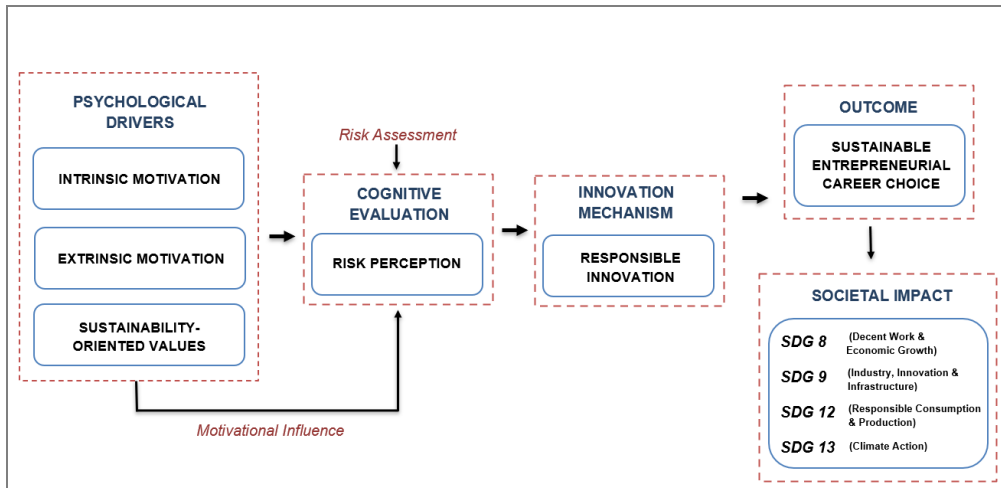 PSYCHOLOGICAL
DRIVERS
INTRINSIC MOTIVATION
EXTRINSIC MOTIVATION
SUSTAINABILITY-
ORIENTED VALUES
Motivational Influence
Risk Assessment
COGNITIVE
EVALUATION
RISK PERCEPTION
INNOVATION
MECHANISM
RESPONSIBLE
INNOVATION
OUTCOME
SUSTAINABLE
ENTREPRENEURIAL
CAREER CHOICE
SOCIETAL IMPACT
SDG 8 (Decent Work &
Economic Growth)
SDG 9 (Industry, Innovation &
Infrastructure)
SDG 12 (Responsible Consumption
& Production)
SDG 13 (Climate Action)